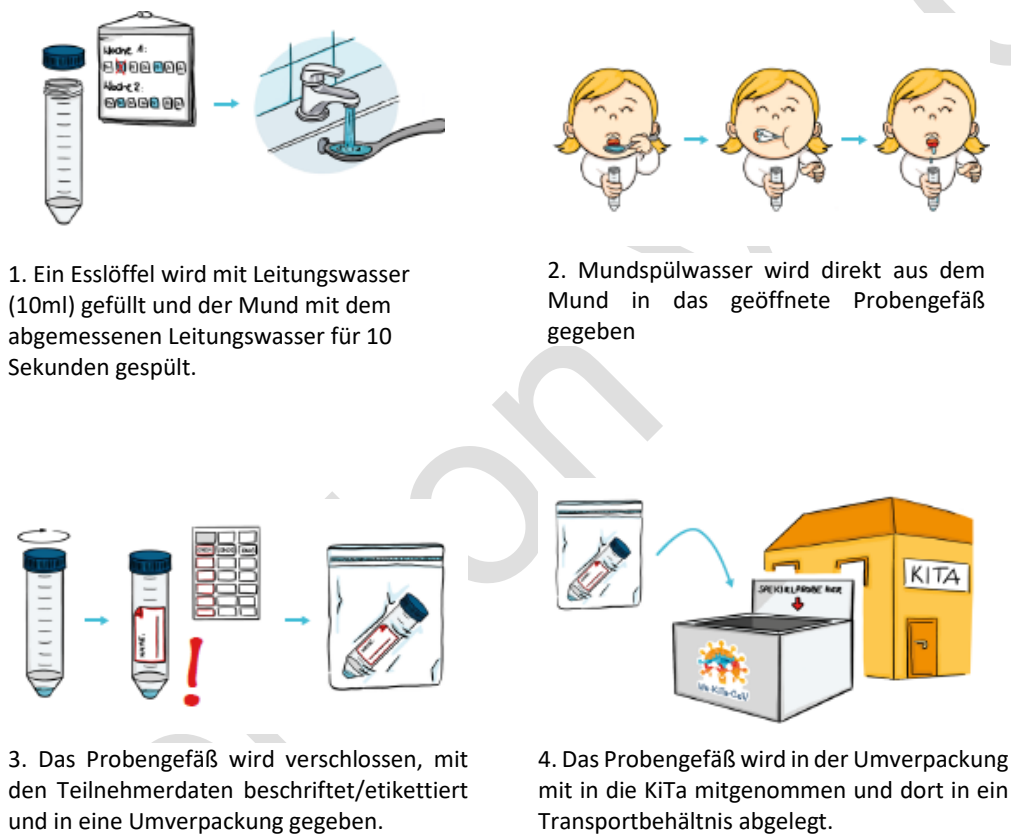 Woche 1:
Woche 2:
1. Ein Esslöffel wird mit Leitungswasser
(10ml) gefüllt und der Mund mit dem
abgemessenen Leitungswasser für 10
Sekunden gespült.
2. Mundspülwasser wird direkt aus dem
Mund in das geöffnete Probengefäß
gegeben
NAME:
3. Das Probengefäß wird verschlossen, mit
den Teilnehmerdaten beschriftet/etikettiert
und in eine Umverpackung gegeben.
KITA
4. Das Probengefäß wird in der Umverpackung
mit in die KiTa mitgenommen und dort in ein
Transportbehältnis abgelegt.